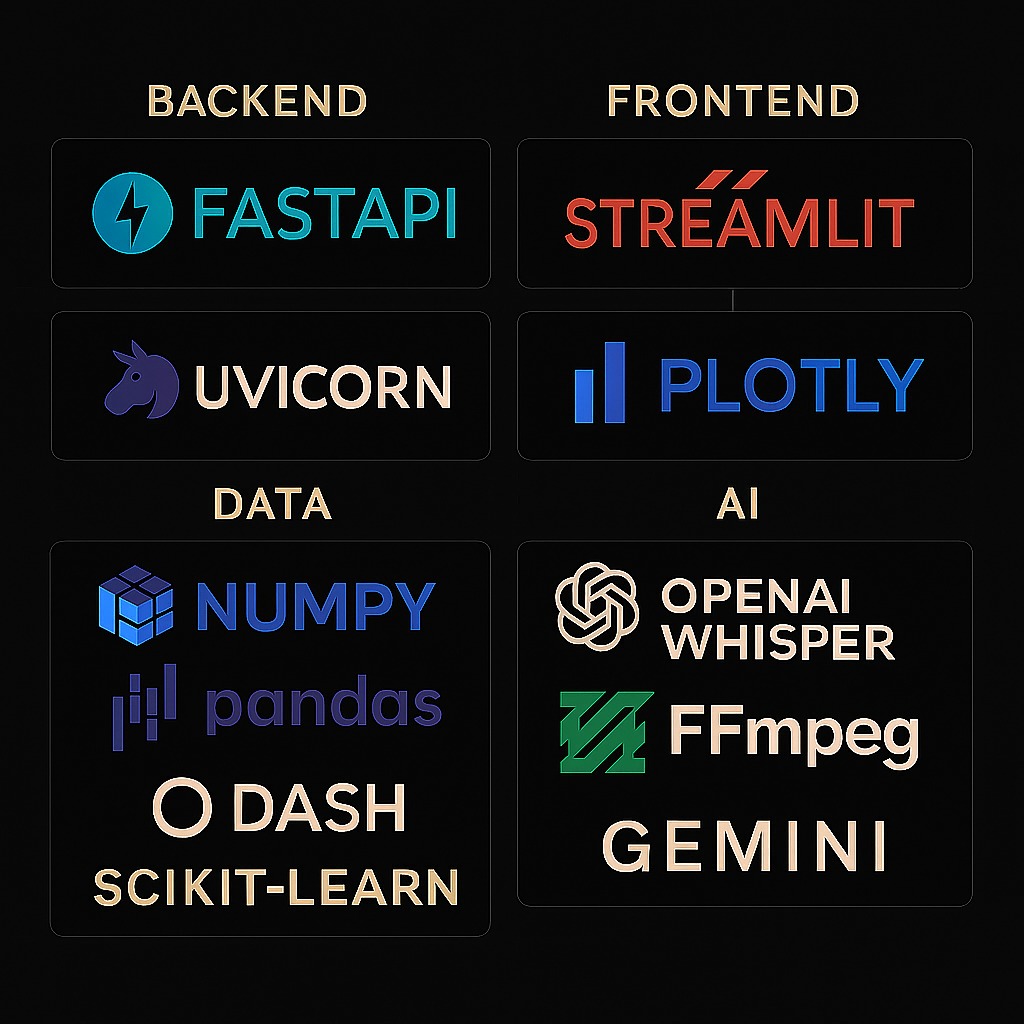 BACKEND
FASTAPI
UVICORN
FRONTEND
STREAMLIT
PLOTLY
DATA
NUMPY
pandas
DASH
SCIKIT-LEARN
AI
OPENAI
WHISPER
FFmpeg
GEMINI